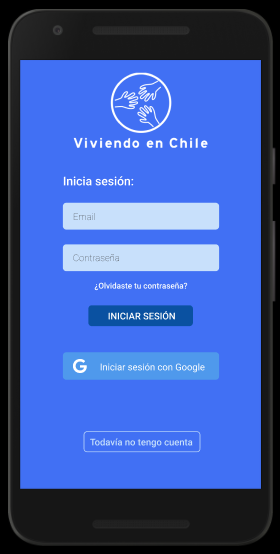 Viviendo en Chile
Inicia sesión:
Email
Contraseña
¿Olvidaste tu contraseña?
INICIAR SESIÓN
G Iniciar sesión con Google
Todavía no tengo cuenta